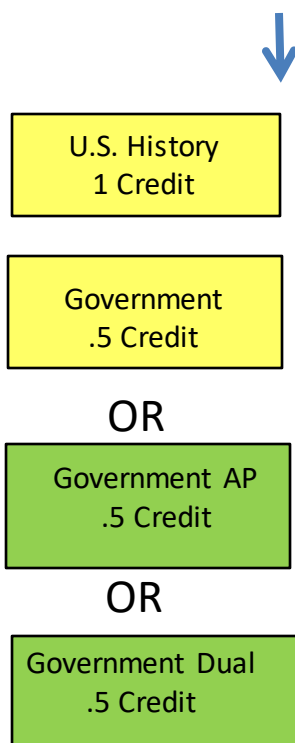 U.S. History
1 Credit
Government
.5 Credit
OR
Government AP
.5 Credit
OR
Government Dual
.5 Credit